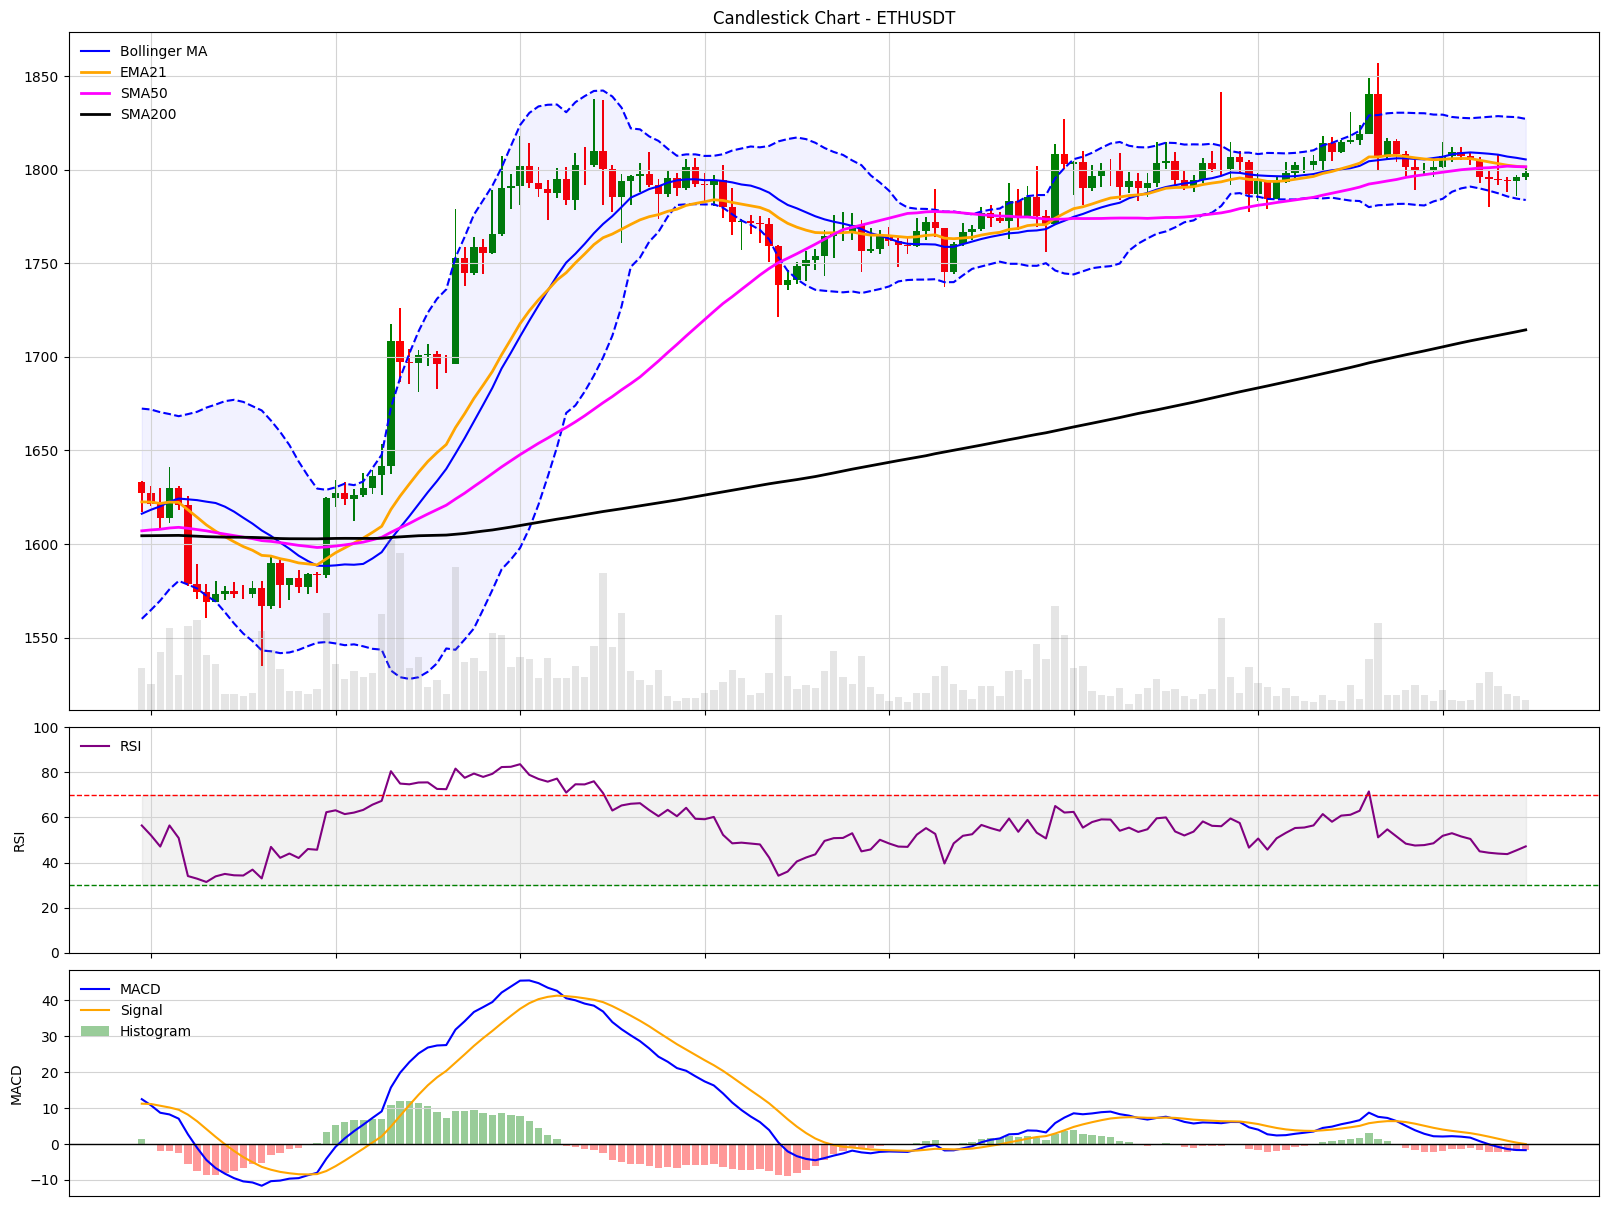 Candlestick Chart - ETHUSDT
Bollinger MA
EMA21
SMA50
SMA200
1850
1800
1750
1700
1650
1600
1550
RSI
100
80
60
40
20
0
RSI
MACD
Signal
Histogram
40
30
20
10
0
−10
MACD